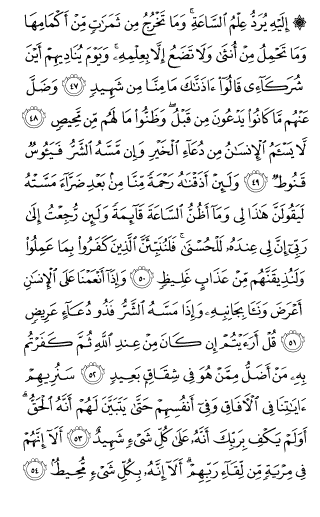 ۞ إِلَيْهِ يُرَدُّ عِلْمُ ٱلسَّاعَةِ ۚ وَمَا تَخْرُجُ مِن ثَمَرَٰتٍ مِّنْ أَكْمَامِهَا
وَمَا تَحْمِلُ مِنْ أُنثَىٰ وَلَا تَضَعُ إِلَّا بِعِلْمِهِۦ ۚ وَيَوْمَ يُنَادِيهِمْ أَيْنَ
شُرَكَآءِى قَالُوٓا۟ ءَاذَنَّـٰكَ مَا مِنَّا مِن شَهِيدٍ ﴿٤٧﴾ وَضَلَّ
عَنْهُم مَّا كَانُوا۟ يَدْعُونَ مِن قَبْلُ ۖ وَظَنُّوا۟ مَا لَهُم مِّن مَّحِيصٍ ﴿٤٨﴾
لَّا يَسْـَٔمُ ٱلْإِنسَـٰنُ مِن دُعَآءِ ٱلْخَيْرِ وَإِن مَّسَّهُ ٱلشَّرُّ فَيَـُٔوسٌ
قَنُوطٌ ﴿٤٩﴾ وَلَئِنْ أَذَقْنَـٰهُ رَحْمَةً مِّنَّا مِنۢ بَعْدِ ضَرَّآءَ مَسَّتْهُ
لَيَقُولَنَّ هَـٰذَا لِى وَمَآ أَظُنُّ ٱلسَّاعَةَ قَآئِمَةً وَلَئِن رُّجِعْتُ إِلَىٰ
رَبِّىٓ إِنَّ لِى عِندَهُۥ لَلْحُسْنَىٰ ۚ فَلَنُنَبِّئَنَّ ٱلَّذِينَ كَفَرُوا۟ بِمَا عَمِلُوا۟
وَلَنُذِيقَنَّهُم مِّنْ عَذَابٍ غَلِيظٍ ﴿٥٠﴾ وَإِذَآ أَنْعَمْنَا عَلَى ٱلْإِنسَـٰنِ
أَعْرَضَ وَنَـَٔا بِجَانِبِهِۦ وَإِذَا مَسَّهُ ٱلشَّرُّ فَذُو دُعَآءٍ عَرِيضٍ
﴿٥١﴾ قُلْ أَرَءَيْتُمْ إِن كَانَ مِنْ عِندِ ٱللَّهِ ثُمَّ كَفَرْتُم
بِهِۦ مَنْ أَضَلُّ مِمَّنْ هُوَ فِى شِقَاقٍۭ بَعِيدٍ ﴿٥٢﴾ سَنُرِيهِمْ
ءَايَـٰتِنَا فِى ٱلْـَٔافَاقِ وَفِىٓ أَنفُسِهِمْ حَتَّىٰ يَتَبَيَّنَ لَهُمْ أَنَّهُ ٱلْحَقُّ ۗ
أَوَلَمْ يَكْفِ بِرَبِّكَ أَنَّهُۥ عَلَىٰ كُلِّ شَىْءٍ شَهِيدٌ ﴿٥٣﴾ أَلَآ إِنَّهُمْ
فِى مِرْيَةٍ مِّن لِّقَآءِ رَبِّهِمْ ۗ أَلَآ إِنَّهُۥ بِكُلِّ شَىْءٍ مُّحِيطٌۢ ﴿٥٤﴾